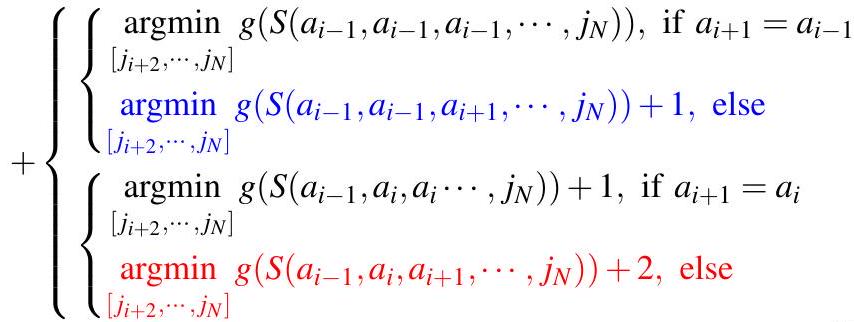 argmin g(S(a_{i−1}, a_{i−1}, a_{i−1}, ⋯ , j_N)), if a_{i+1} = a_{i−1}
[j_{i+2}, ⋯ , j_N]
argmin g(S(a_{i−1}, a_{i−1}, a_{i+1}, ⋯ , j_N)) + 1, else
[j_{i+2}, ⋯ , j_N]
+
argmin g(S(a_{i−1}, a_i, a_i ⋯ , j_N)) + 1, if a_{i+1} = a_i
[j_{i+2}, ⋯ , j_N]
argmin g(S(a_{i−1}, a_i, a_{i+1}, ⋯ , j_N)) + 2, else
[j_{i+2}, ⋯ , j_N]